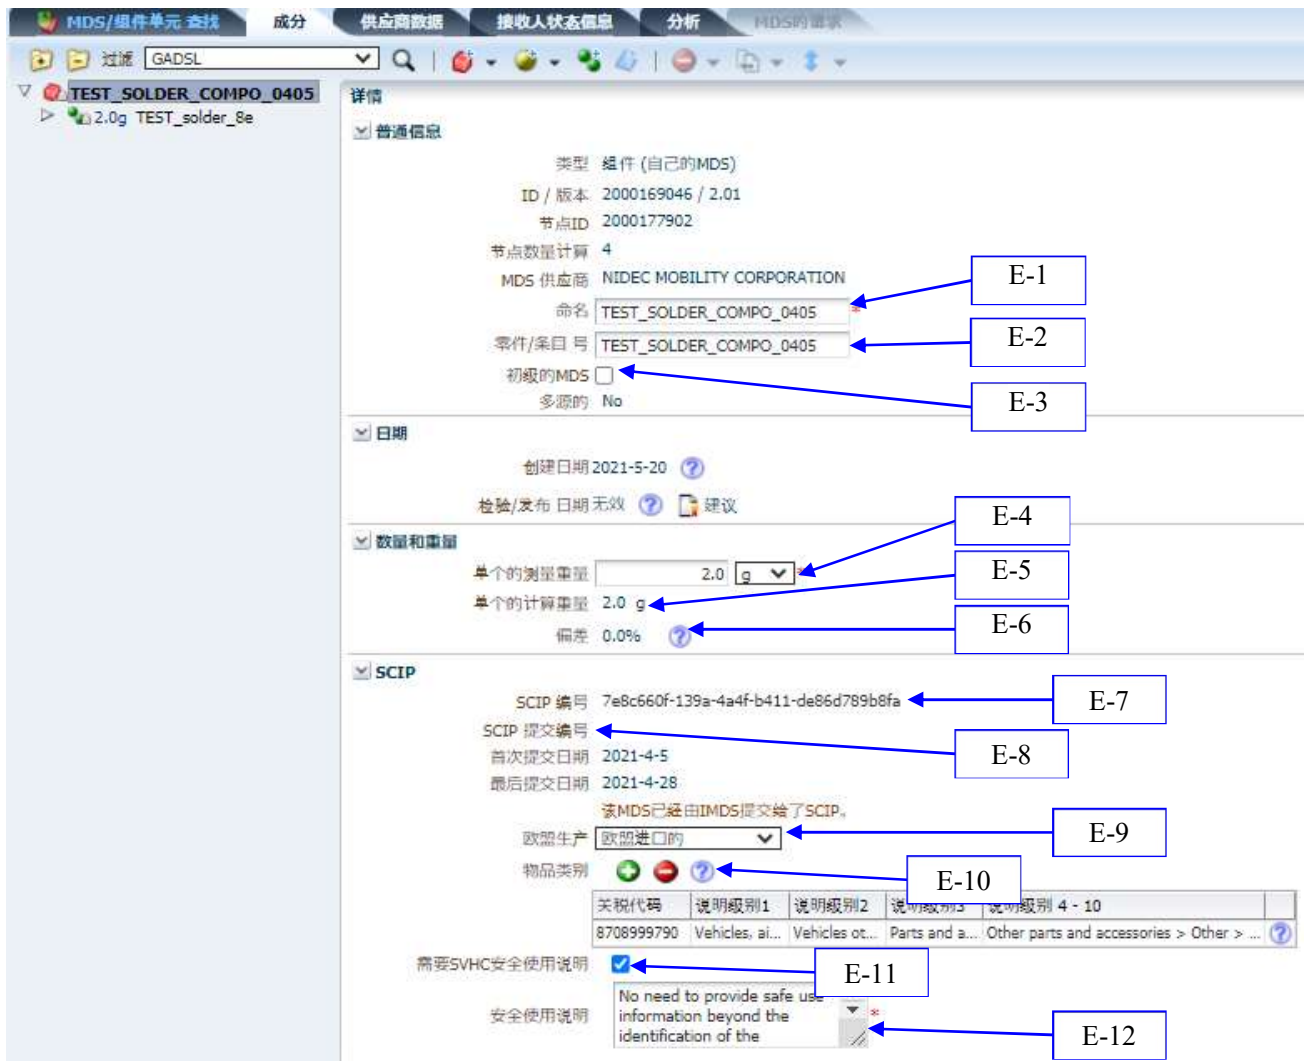 MDS/组件单元 查找 成分 供应商数据 接收人状态信息 分析 MDS的请求
过滤 GADSL
TEST_SOLDER_COMPO_0405
2.0g TEST_solder_8e
详情
普通信息
类型 组件 (自己的MDS)
ID / 版本 2000169046 / 2.01
节点ID 2000177902
节点数量计算 4
MDS 供应商 NIDEC MOBILITY CORPORATION
E-1
命名 TEST_SOLDER_COMPO_0405 *
零件/条目 号 TEST_SOLDER_COMPO_0405
E-2
初级的MDS
多源的 No
E-3
日期
创建日期 2021-5-20 ?
检验/发布 日期 无效 ? 建议
E-4
数量和重量
单个的测量重量 2.0 g *
E-5
单个的计算重量 2.0 g
偏差 0.0% ?
E-6
SCIP
SCIP 编号 7e8c660f-139a-4a4f-b411-de86d789b8fa
E-7
SCIP 提交编号
首次提交日期 2021-4-5
E-8
最后提交日期 2021-4-28
该MDS已经由IMDS提交给了SCIP。
欧盟生产 欧盟进口的
E-9
物品类别 ?
E-10
关税代码 说明级别1 说明级别2 说明级别3 说明级别 4 - 10
8708999790 Vehicles, ai... Vehicles ot... Parts and a... Other parts and accessories > Other > ... ?
需要SVHC安全使用说明
E-11
安全使用说明
No need to provide safe use
information beyond the *
identification of the
E-12